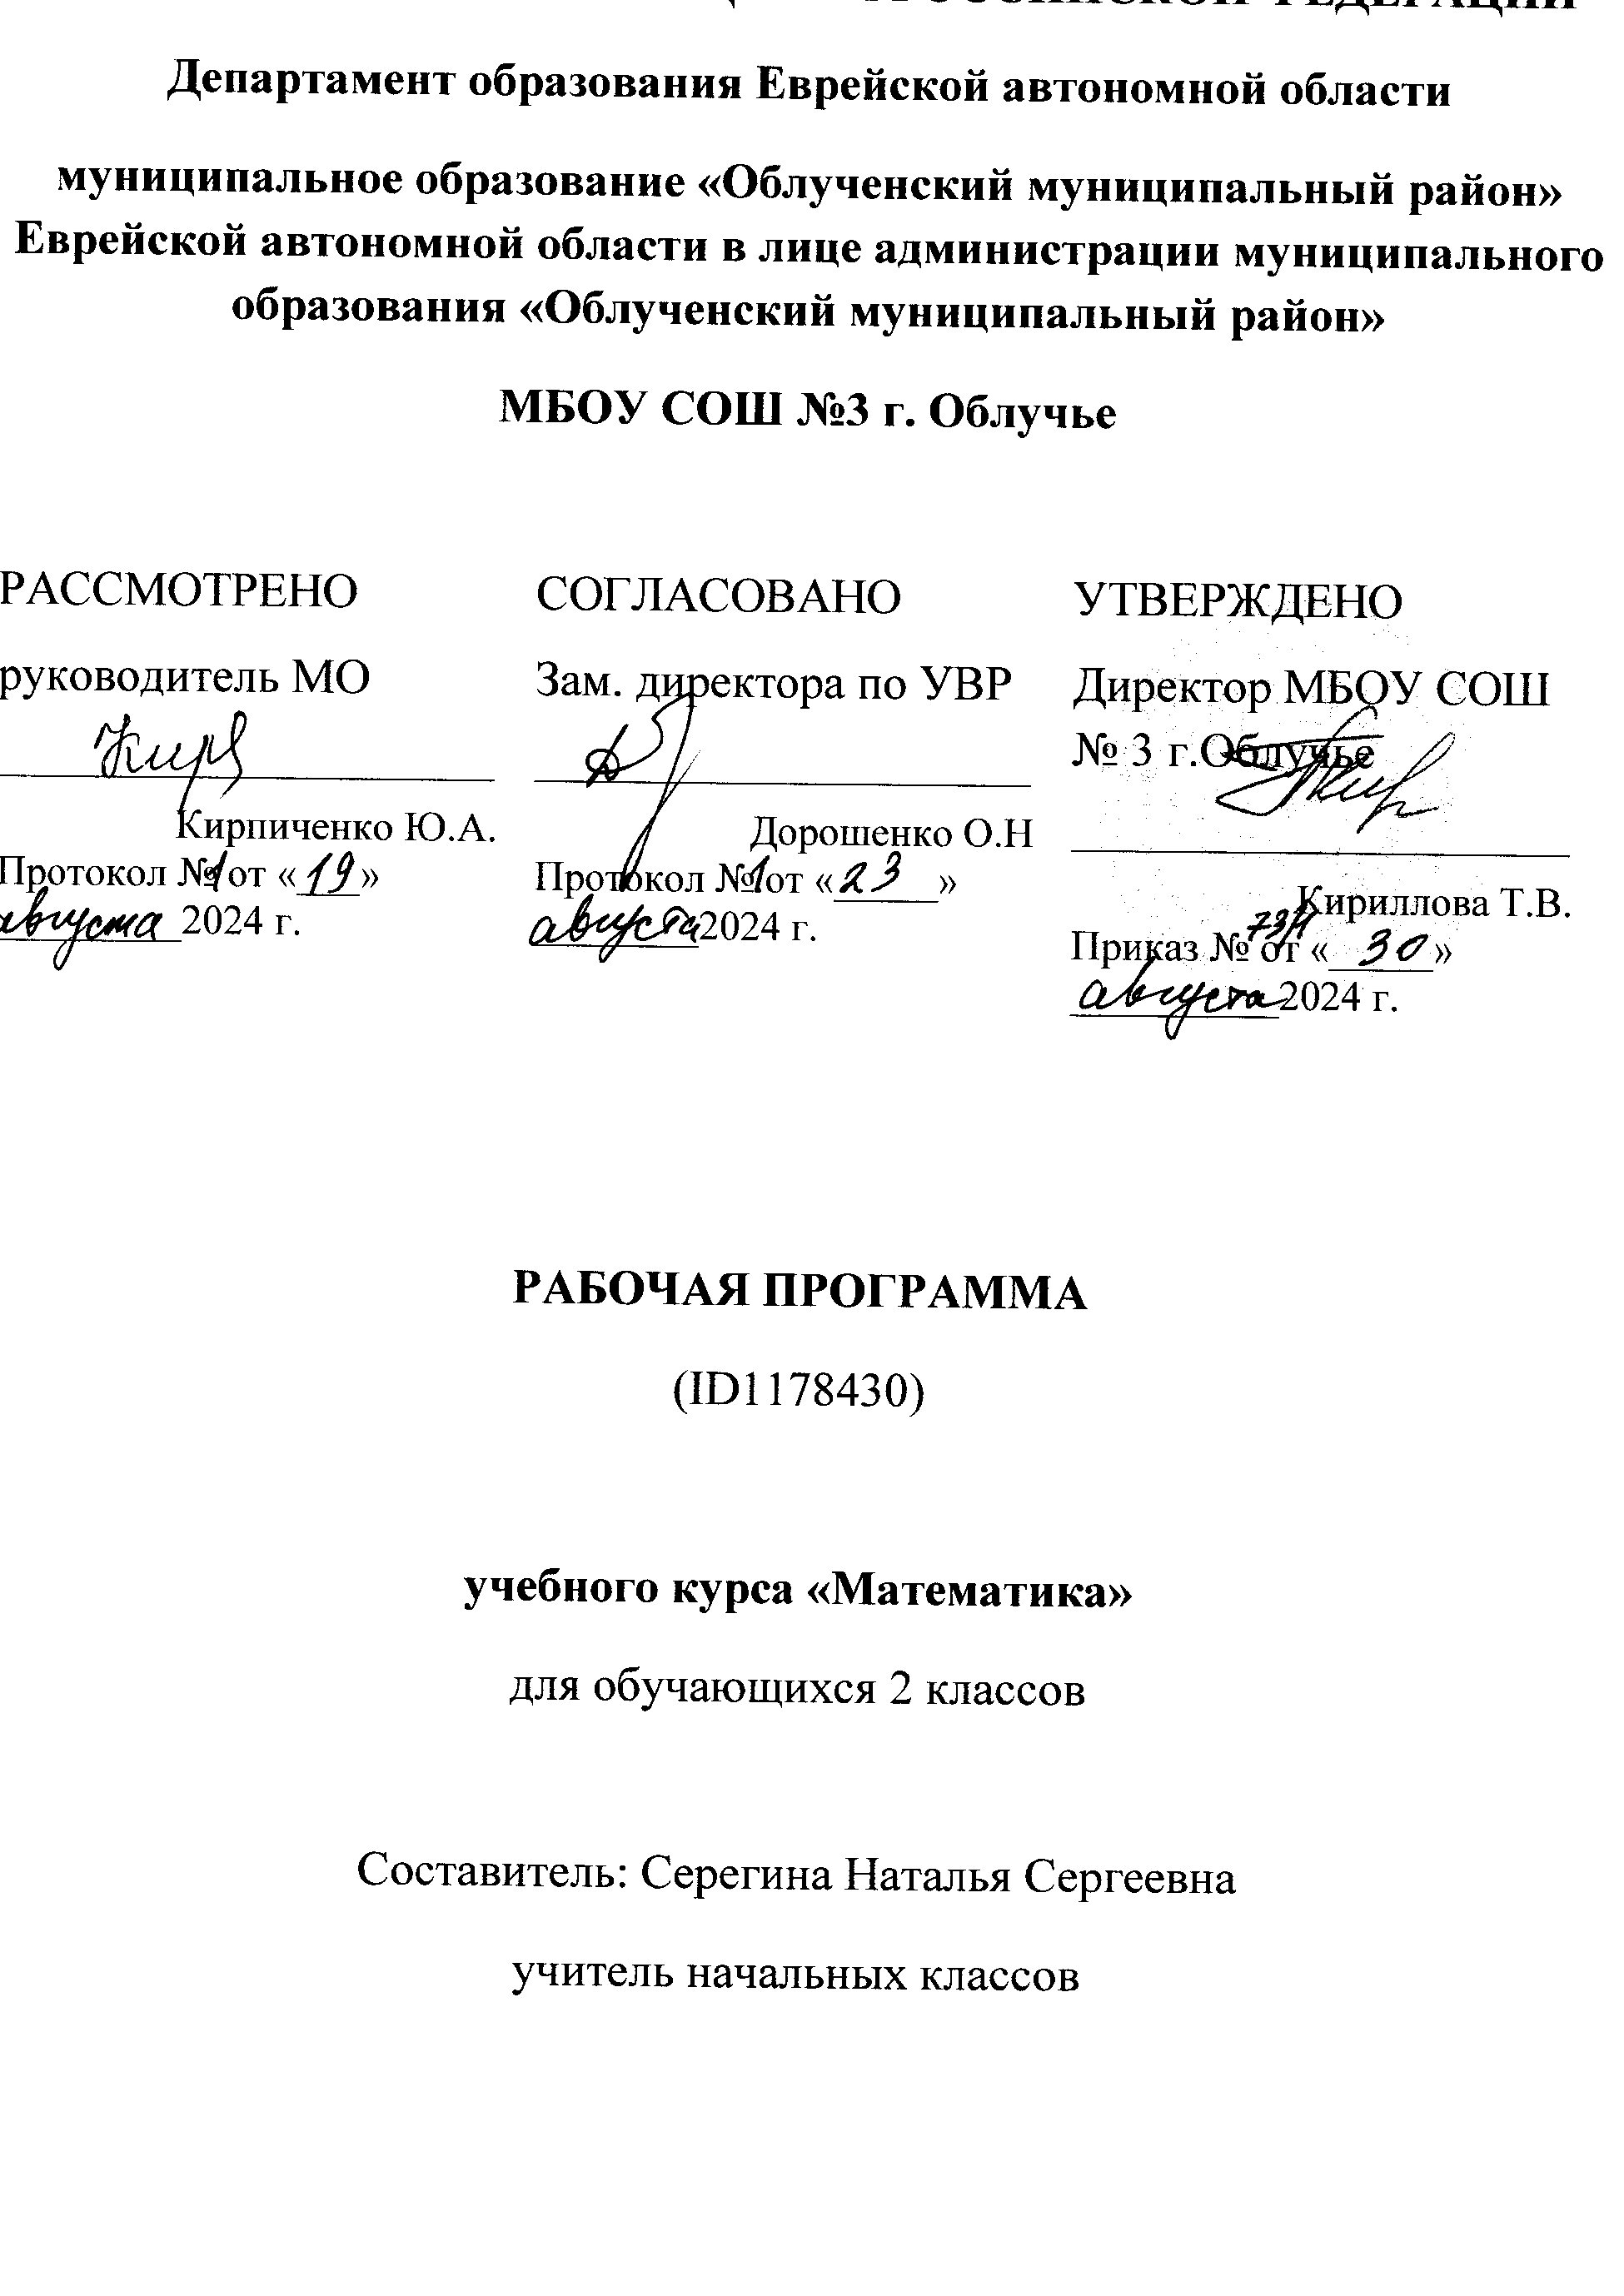 РОССИЙСКОЙ ФЕДЕРАЦИИ
Департамент образования Еврейской автономной области
муниципальное образование «Облученский муниципальный район»
Еврейской автономной области в лице администрации муниципального
образования «Облученский муниципальный район»
МБОУ СОШ №3 г. Облучье
РАССМОТРЕНО
руководитель МО
Кирпиченко Ю.А.
Протокол №1 от «19»
августа 2024 г.
СОГЛАСОВАНО
Зам. директора по УВР
Дорошенко О.Н
Протокол №1 от «23»
августа 2024 г.
УТВЕРЖДЕНО
Директор МБОУ СОШ
№ 3 г.Облучье
Кириллова Т.В.
Приказ № от «30»
августа 2024 г.
РАБОЧАЯ ПРОГРАММА
(ID1178430)
учебного курса «Математика»
для обучающихся 2 классов
Составитель: Серегина Наталья Сергеевна
учитель начальных классов